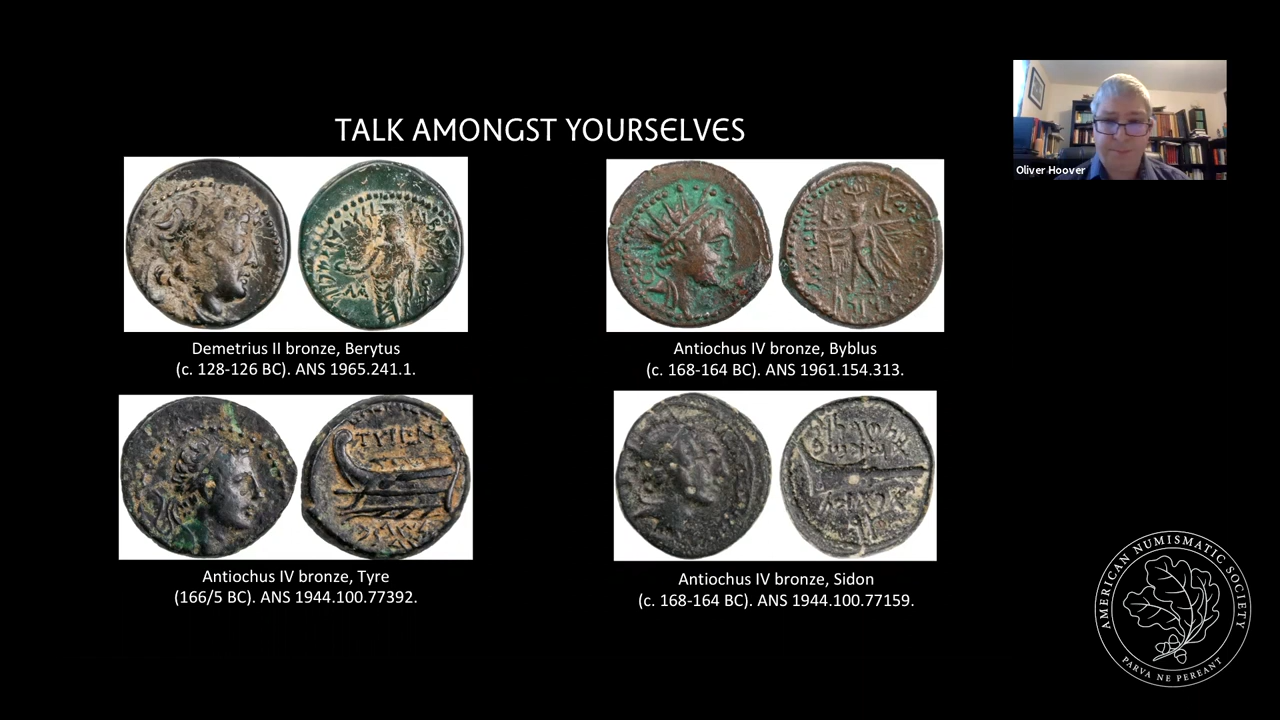 TALK AMONGST YOURSELVES
Oliver Hoover
Demetrius II bronze, Berytus
(c. 128-126 BC). ANS 1965.241.1.
Antiochus IV bronze, Byblus
(c. 168-164 BC). ANS 1961.154.313.
Antiochus IV bronze, Tyre
(166/5 BC). ANS 1944.100.77392.
Antiochus IV bronze, Sidon
(c. 168-164 BC). ANS 1944.100.77159.
AMERICAN NUMISMATIC SOCIETY
PARVA NE PEREANT